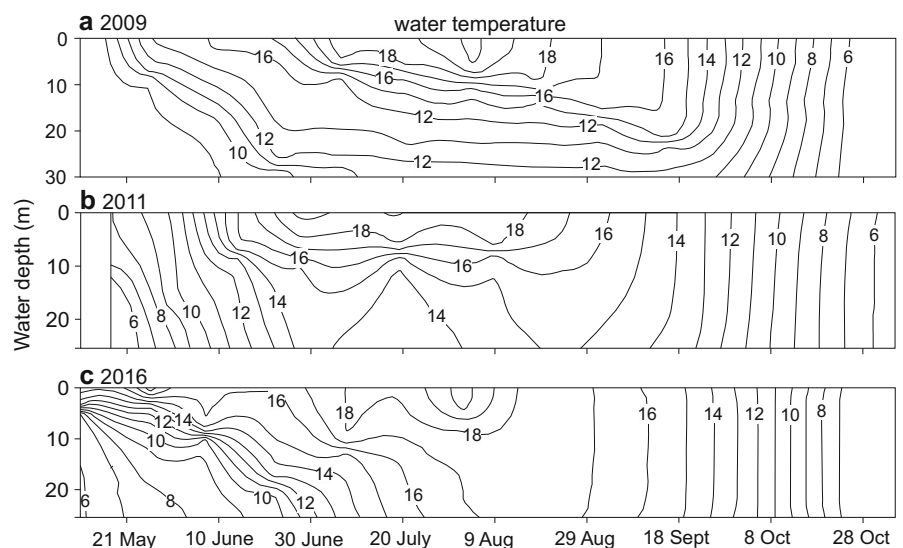 a 2009 water temperature
0 16 18 18 16 14 12 10 8 6
10 16 16
12 12
20 12
10 12 12
30
b 2011
0 18 18 16 14 12 10 8 6
10 16 16
20 6 8 10 12 14 14
c 2016
0 16 18 18 16 14 12 10 8
12 14
10 10
14
20 6 8 10 12 16
Water depth (m)
21 May 10 June 30 June 20 July 9 Aug 29 Aug 18 Sept 8 Oct 28 Oct